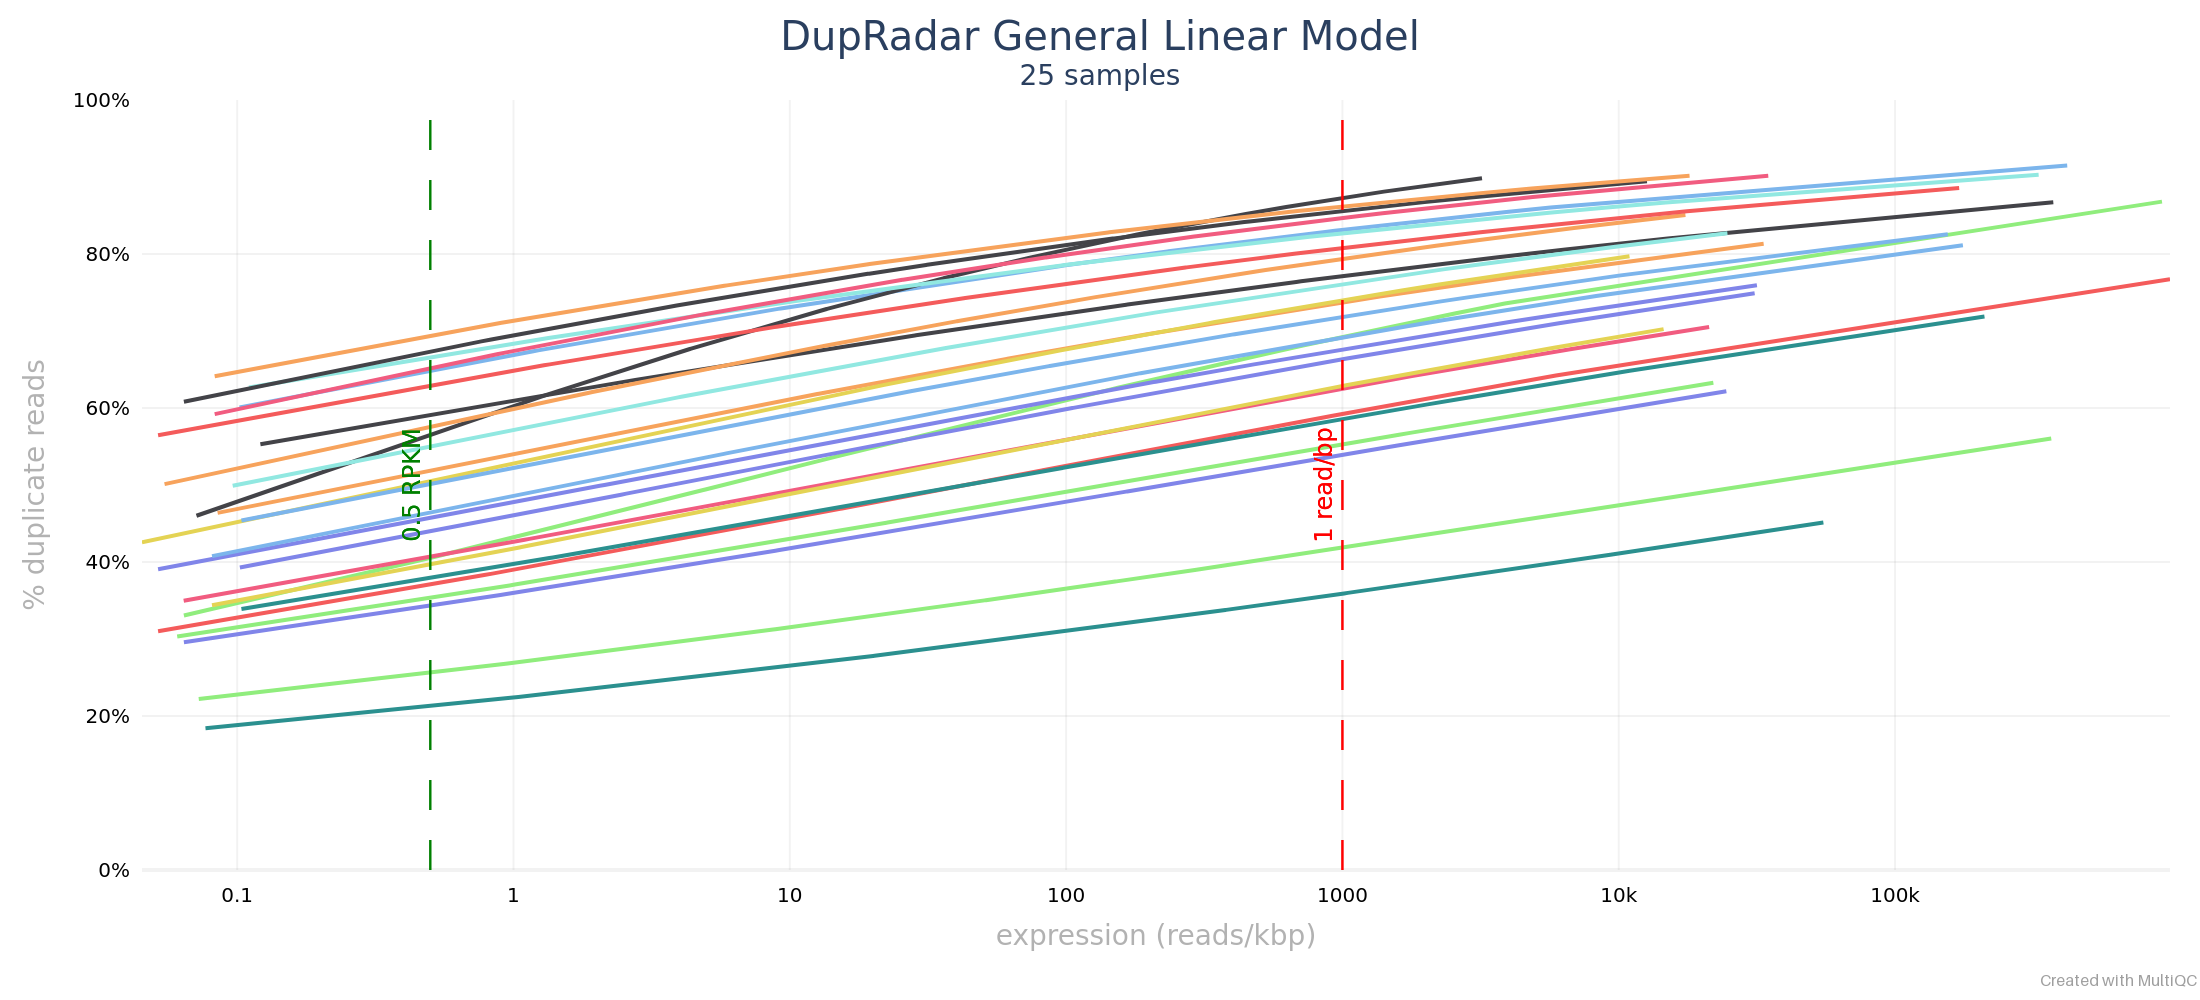 DupRadar General Linear Model
25 samples
100%
80%
60%
40%
20%
0%
% duplicate reads
0.5 RPKM
1 read/bp
0.1
1
10
100
1000
10k
100k
expression (reads/kbp)
Created with MultiQC